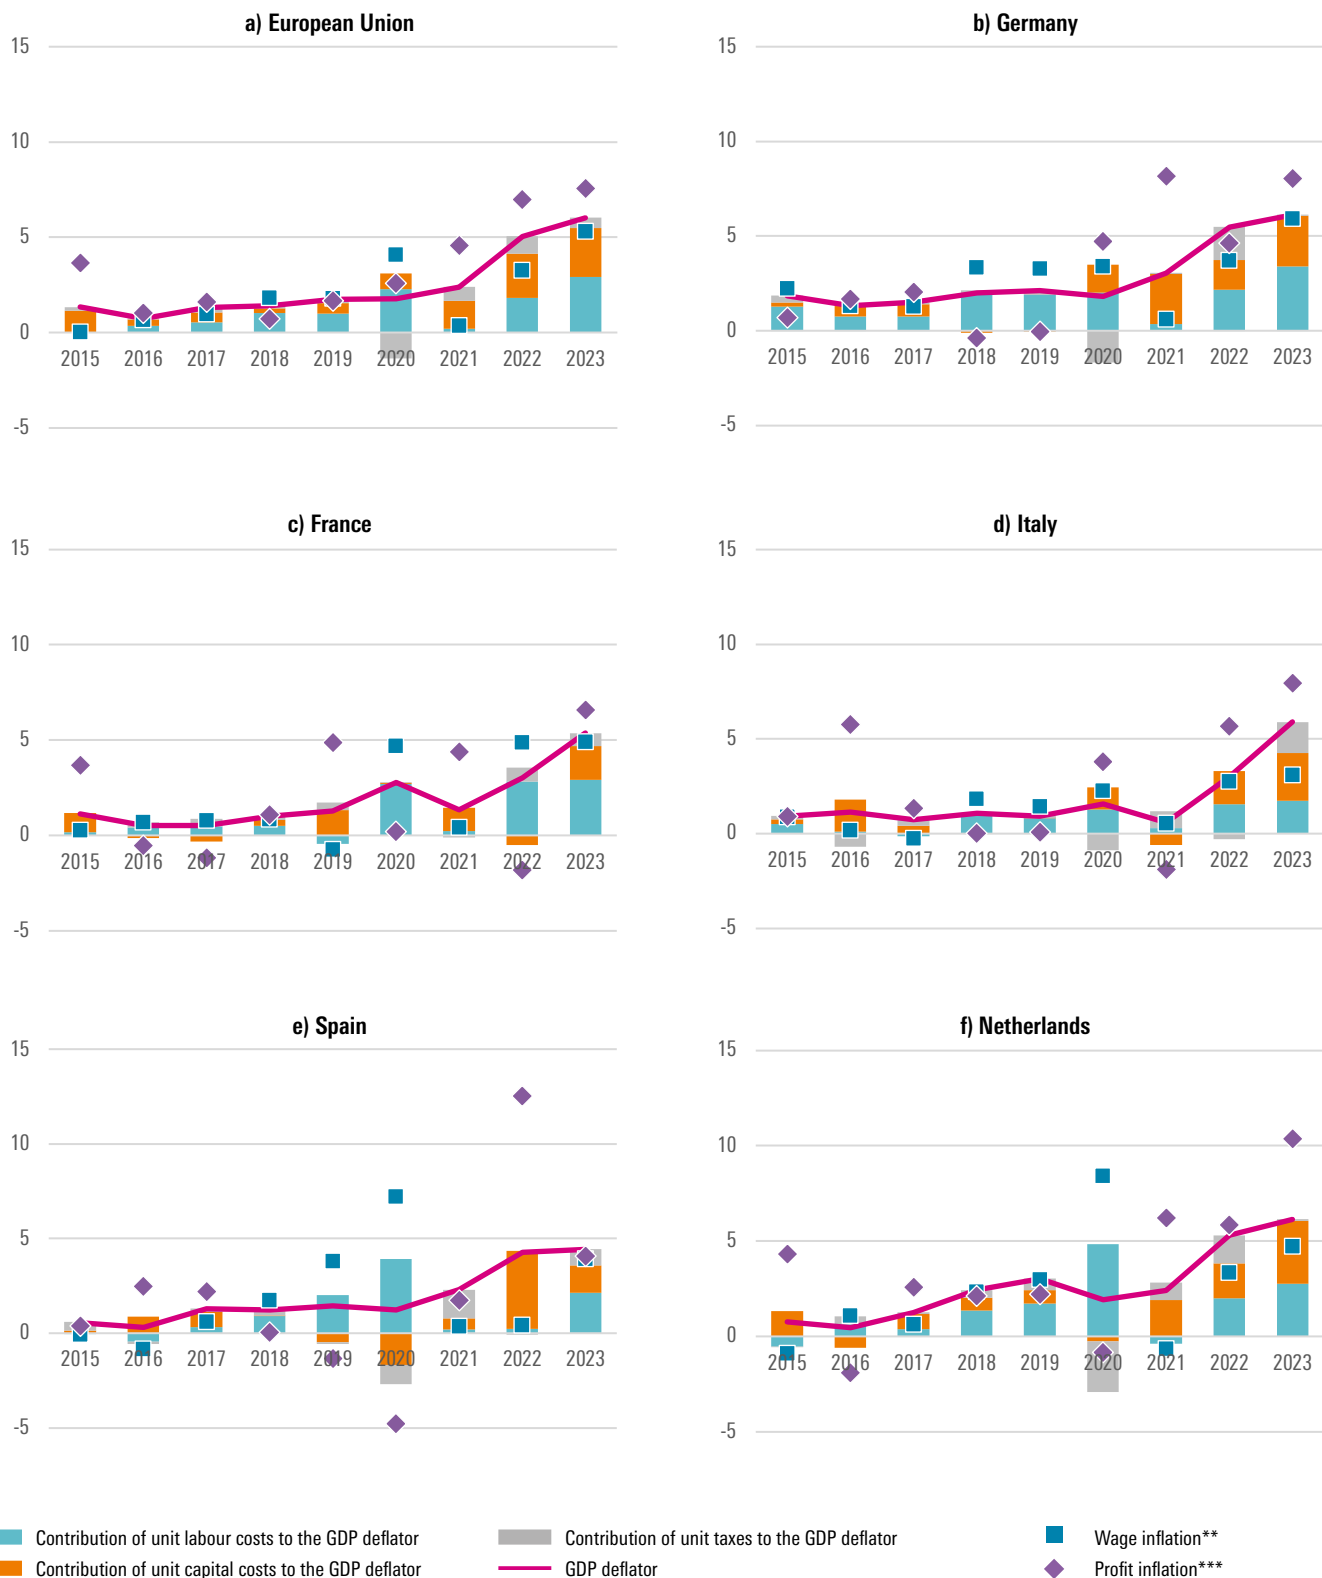 a) European Union
15
10
5
0
-5
2015 2016 2017 2018 2019 2020 2021 2022 2023
b) Germany
15
10
5
0
-5
2015 2016 2017 2018 2019 2020 2021 2022 2023
c) France
15
10
5
0
-5
2015 2016 2017 2018 2019 2020 2021 2022 2023
d) Italy
15
10
5
0
-5
2015 2016 2017 2018 2019 2020 2021 2022 2023
e) Spain
15
10
5
0
-5
2015 2016 2017 2018 2019 2020 2021 2022 2023
f) Netherlands
15
10
5
0
-5
2015 2016 2017 2018 2019 2020 2021 2022 2023
Contribution of unit labour costs to the GDP deflator
Contribution of unit taxes to the GDP deflator
Wage inflation**
Contribution of unit capital costs to the GDP deflator
GDP deflator
Profit inflation***